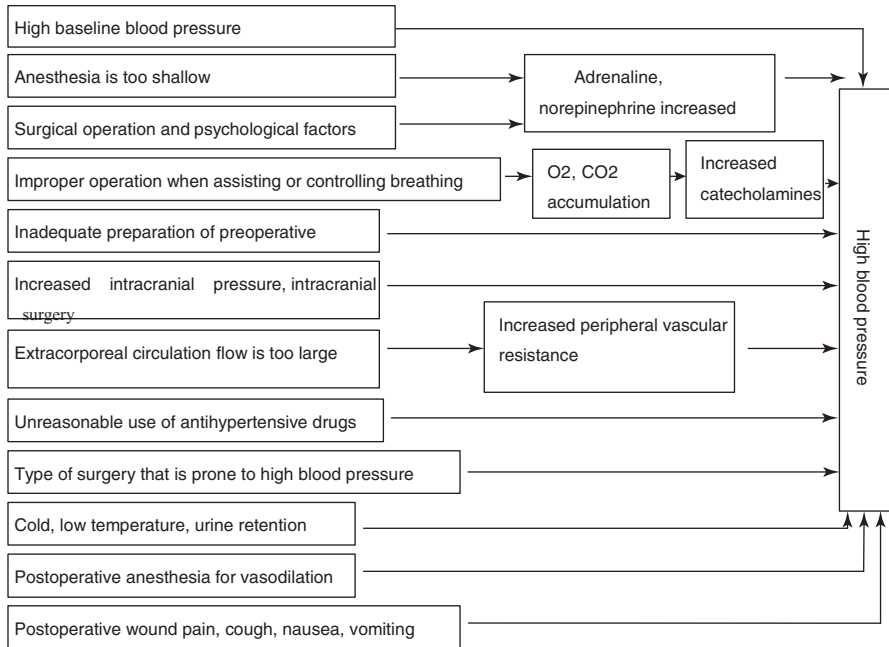 High baseline blood pressure
Anesthesia is too shallow
Adrenaline,
norepinephrine increased
Surgical operation and psychological factors
Improper operation when assisting or controlling breathing
O2, CO2
accumulation
Increased
catecholamines
Inadequate preparation of preoperative
Increased intracranial pressure, intracranial
surgery
Extracorporeal circulation flow is too large
Increased peripheral vascular
resistance
High blood pressure
Unreasonable use of antihypertensive drugs
Type of surgery that is prone to high blood pressure
Cold, low temperature, urine retention
Postoperative anesthesia for vasodilation
Postoperative wound pain, cough, nausea, vomiting